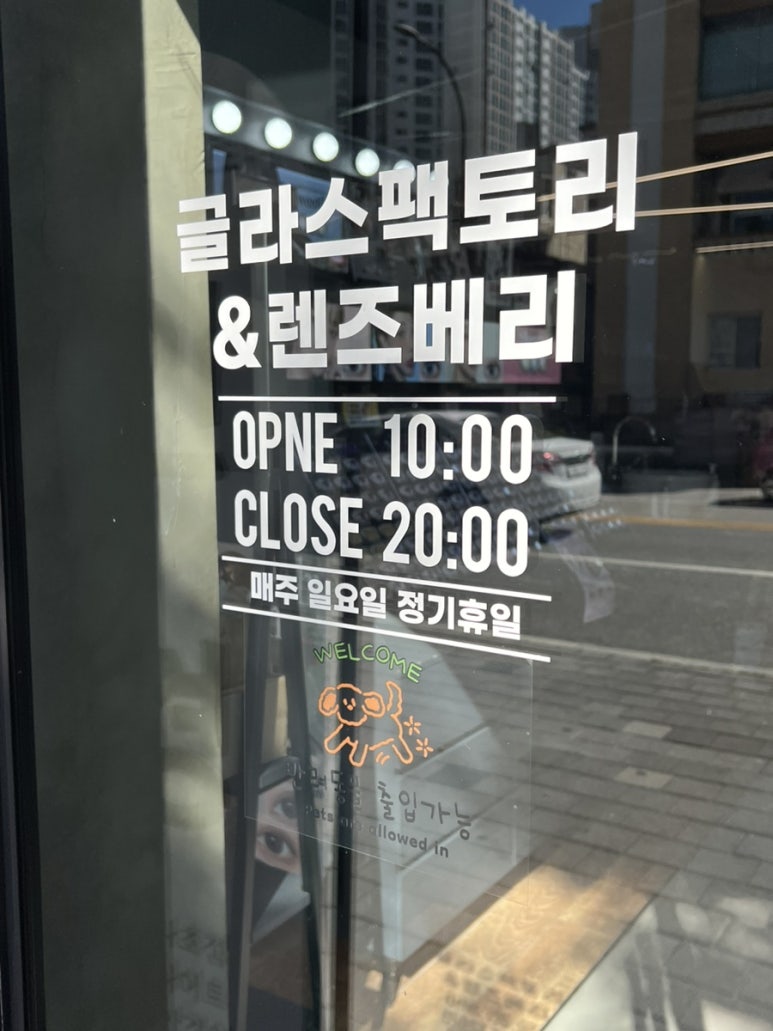 글라스팩토리
&렌즈베리
OPNE 10:00
CLOSE 20:00
매주 일요일 정기휴일
WELCOME
반려동물 출입가능
Pets are allowed in